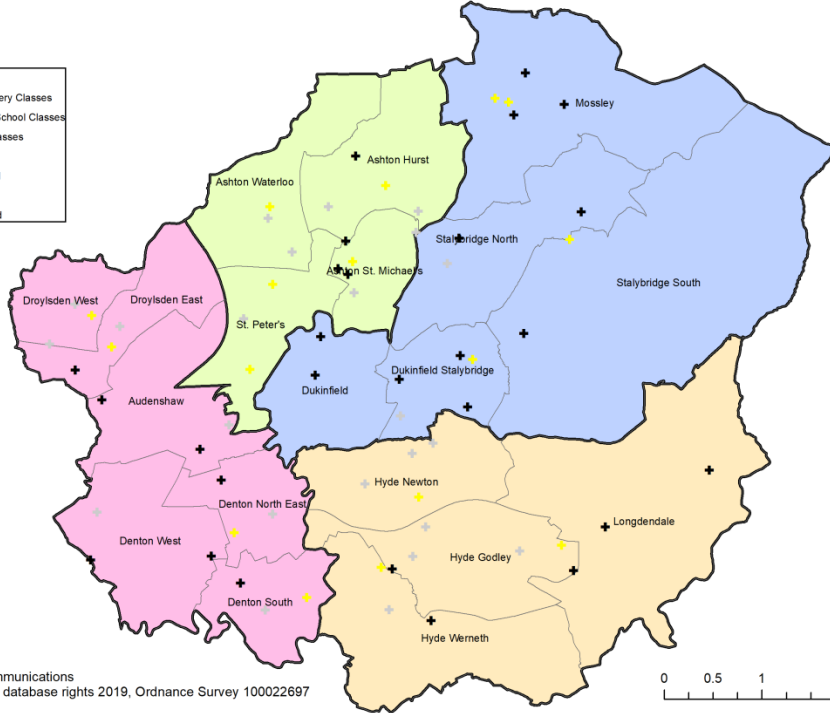 ery Classes
School Classes
asses
d
Mossley
Ashton Hurst
Ashton Waterloo
Stalybridge North
Ashton St. Michael's
Stalybridge South
Droylsden West
Droylsden East
St. Peter's
Dukinfield Stalybridge
Dukinfield
Audenshaw
Hyde Newton
Denton North East
Longdendale
Denton West
Hyde Godley
Denton South
Hyde Werneth
mmunications
database rights 2019, Ordnance Survey 100022697
0 0.5 1